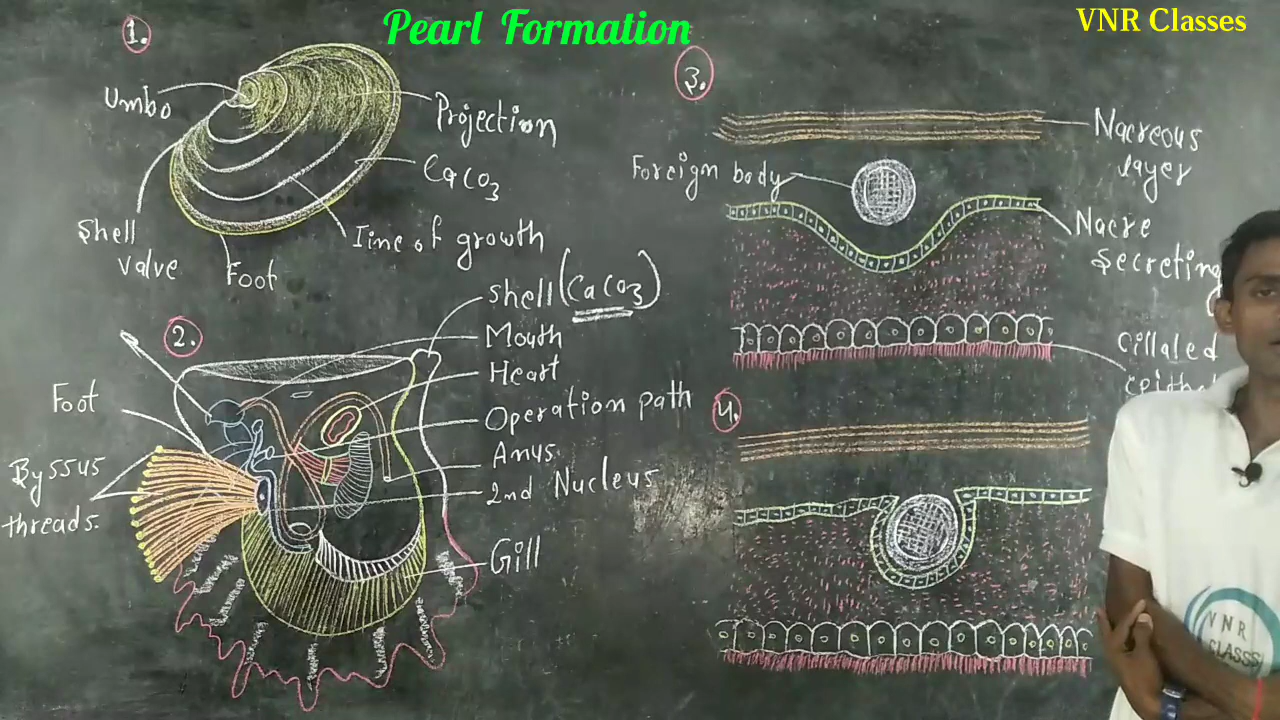 Pearl Formation
VNR Classes
1.
Umbo
Projection
CaCO3
Line of growth
Shell
valve
Foot
2.
Shell (CaCO3)
Mouth
Heart
Operation path
Anus
2nd Nucleus
Gill
Foot
Byssus
threads.
3.
Nacreous
layer
Foreign body
Nacre
Secreting
Cillated
4.
VNR
CLASSS